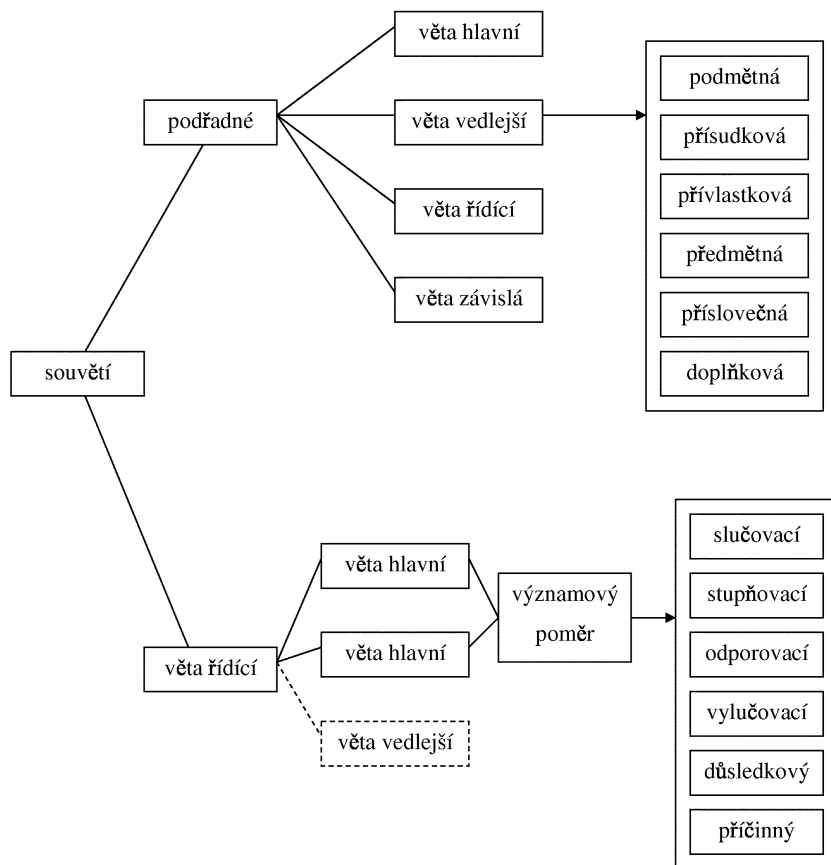 věta hlavní
podřadné
věta vedlejší
věta řídící
věta závislá
podmětná
přísudková
přívlastková
předmětná
příslovečná
doplňková
souvětí
věta řídící
věta hlavní
věta hlavní
věta vedlejší
významový
poměr
slučovací
stupňovací
odporovací
vylučovací
důsledkový
příčinný